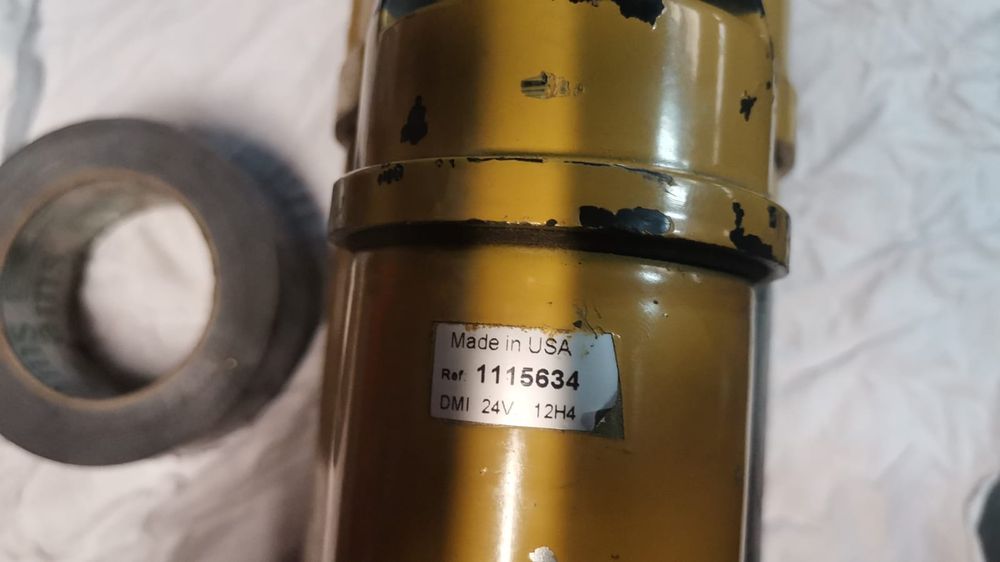 Made in USA
Ref: 1115634
DMI 24V 12H4